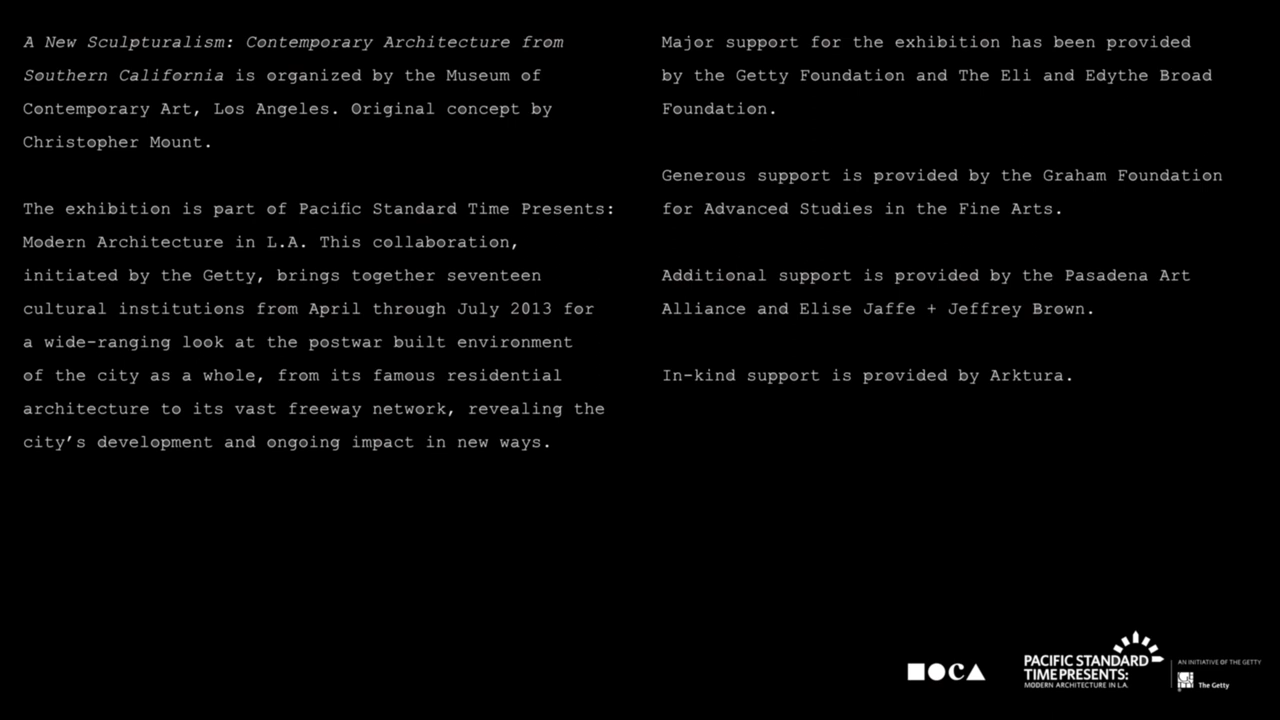 A New Sculpturalism: Contemporary Architecture from
Southern California is organized by the Museum of
Contemporary Art, Los Angeles. Original concept by
Christopher Mount.
The exhibition is part of Pacific Standard Time Presents:
Modern Architecture in L.A. This collaboration,
initiated by the Getty, brings together seventeen
cultural institutions from April through July 2013 for
a wide-ranging look at the postwar built environment
of the city as a whole, from its famous residential
architecture to its vast freeway network, revealing the
city’s development and ongoing impact in new ways.
Major support for the exhibition has been provided
by the Getty Foundation and The Eli and Edythe Broad
Foundation.
Generous support is provided by the Graham Foundation
for Advanced Studies in the Fine Arts.
Additional support is provided by the Pasadena Art
Alliance and Elise Jaffe + Jeffrey Brown.
In-kind support is provided by Arktura.
MOCA
PACIFIC STANDARD
TIME PRESENTS:
MODERN ARCHITECTURE IN L.A.
AN INITIATIVE OF THE GETTY
The Getty